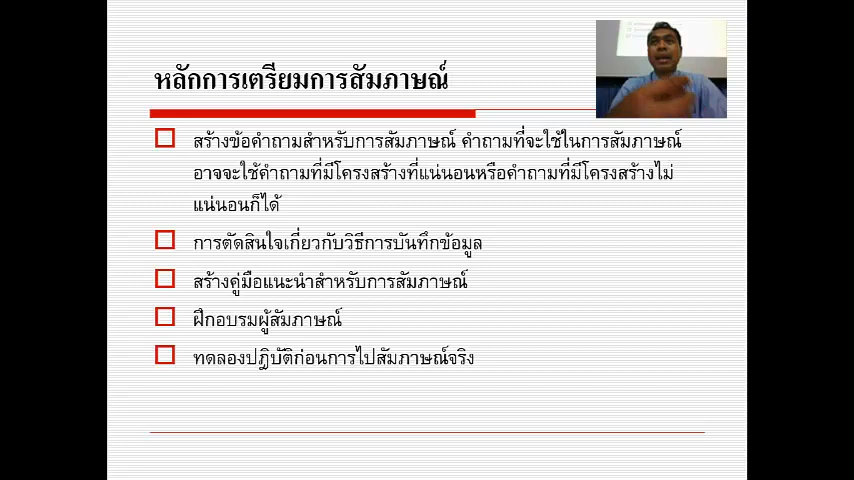 หลักการเตรียมการสัมภาษณ์
สร้างข้อคำถามสำหรับการสัมภาษณ์ คำถามที่จะใช้ในการสัมภาษณ์
อาจจะใช้คำถามที่มีโครงสร้างที่แน่นอนหรือคำถามที่มีโครงสร้างไม่
แน่นอนก็ได้
การตัดสินใจเกี่ยวกับวิธีการบันทึกข้อมูล
สร้างคู่มือแนะนำสำหรับการสัมภาษณ์
ฝึกอบรมผู้สัมภาษณ์
ทดลองปฏิบัติก่อนการไปสัมภาษณ์จริง